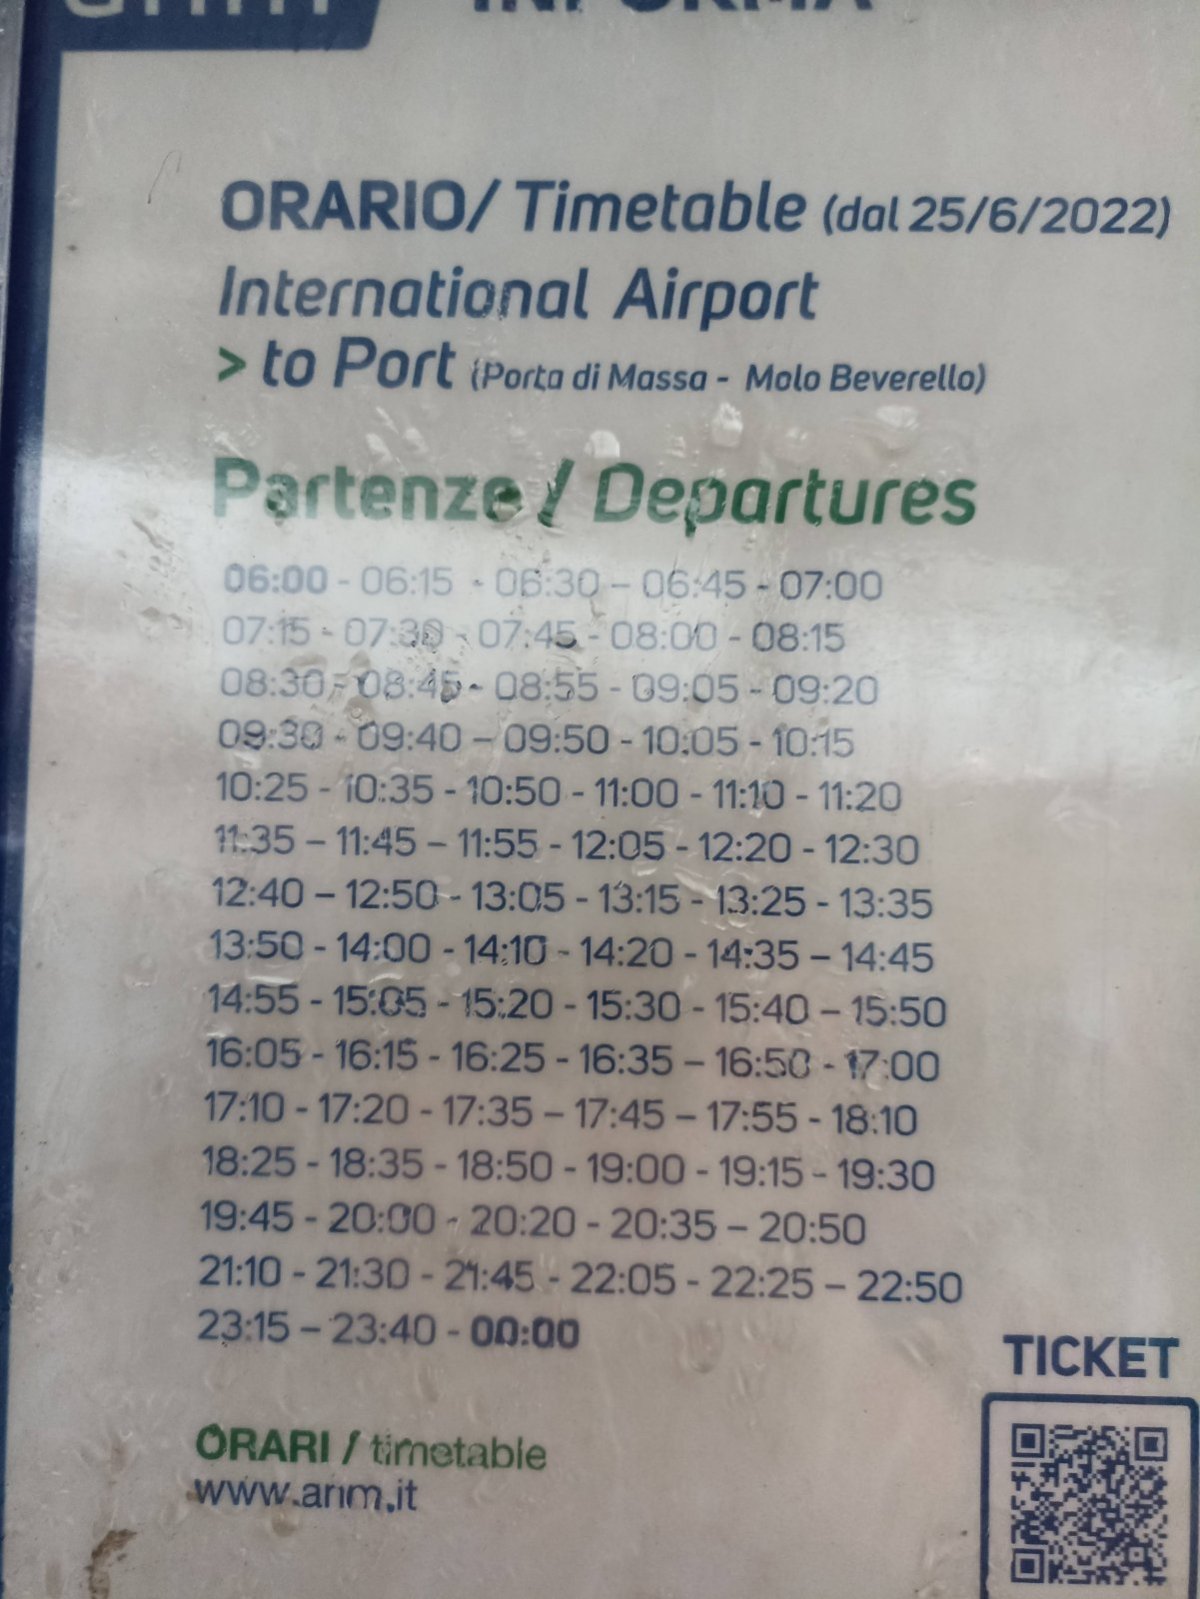 INFORMA
ORARIO/ Timetable (dal 25/6/2022)
International Airport
> to Port (Porta di Massa - Molo Beverello)
Partenze / Departures
06:00 - 06:15 - 06:30 – 06:45 - 07:00
07:15 - 07:30 - 07:45 - 08:00 - 08:15
08:30 - 08:45 - 08:55 - 09:05 - 09:20
09:30 - 09:40 – 09:50 - 10:05 - 10:15
10:25 - 10:35 - 10:50 - 11:00 - 11:10 - 11:20
11:35 – 11:45 – 11:55 - 12:05 - 12:20 - 12:30
12:40 – 12:50 - 13:05 - 13:15 - 13:25 - 13:35
13:50 - 14:00 - 14:10 - 14:20 - 14:35 – 14:45
14:55 - 15:05 - 15:20 - 15:30 - 15:40 – 15:50
16:05 - 16:15 - 16:25 - 16:35 – 16:50 - 17:00
17:10 - 17:20 - 17:35 – 17:45 – 17:55 - 18:10
18:25 - 18:35 - 18:50 - 19:00 - 19:15 - 19:30
19:45 - 20:00 - 20:20 - 20:35 – 20:50
21:10 - 21:30 - 21:45 - 22:05 - 22:25 – 22:50
23:15 – 23:40 - 00:00
TICKET
ORARI / timetable
www.anm.it